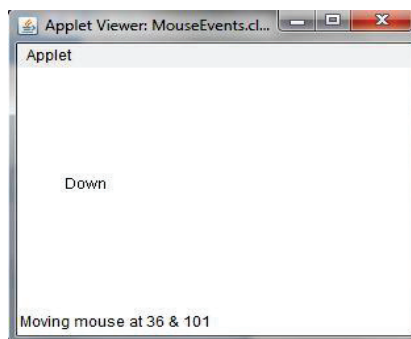 Applet Viewer: MouseEvents.cl...
Applet
Down
Moving mouse at 36 & 101